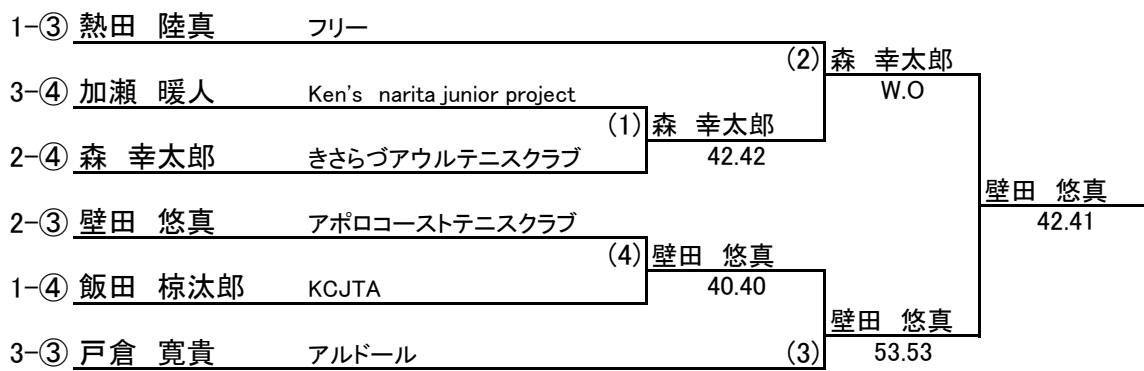 1-③ 熱田　陸真　フリー
(2) 森　幸太郎
W.O
3-④ 加瀬　暖人　Ken's narita junior project
(1) 森　幸太郎
42.42
2-④ 森　幸太郎　きさらづアウルテニスクラブ
壁田　悠真
42.41
2-③ 壁田　悠真　アポロコーストテニスクラブ
(4) 壁田　悠真
40.40
1-④ 飯田　椋汰郎　KCJTA
壁田　悠真
53.53
3-③ 戸倉　寛貴　アルドール　(3)